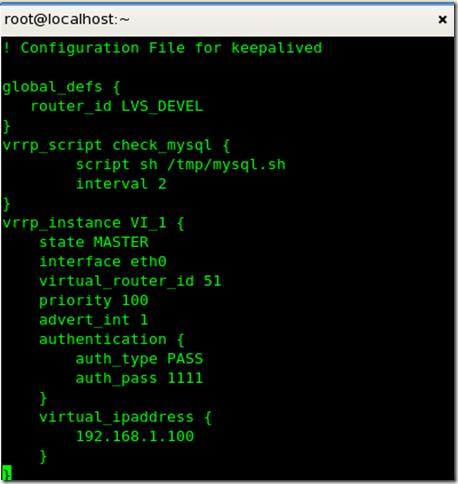 root@localhost:~
! Configuration File for keepalived
global_defs {
   router_id LVS_DEVEL
}
vrrp_script check_mysql {
        script sh /tmp/mysql.sh
        interval 2
}
vrrp_instance VI_1 {
    state MASTER
    interface eth0
    virtual_router_id 51
    priority 100
    advert_int 1
    authentication {
        auth_type PASS
        auth_pass 1111
    }
    virtual_ipaddress {
        192.168.1.100
    }
}